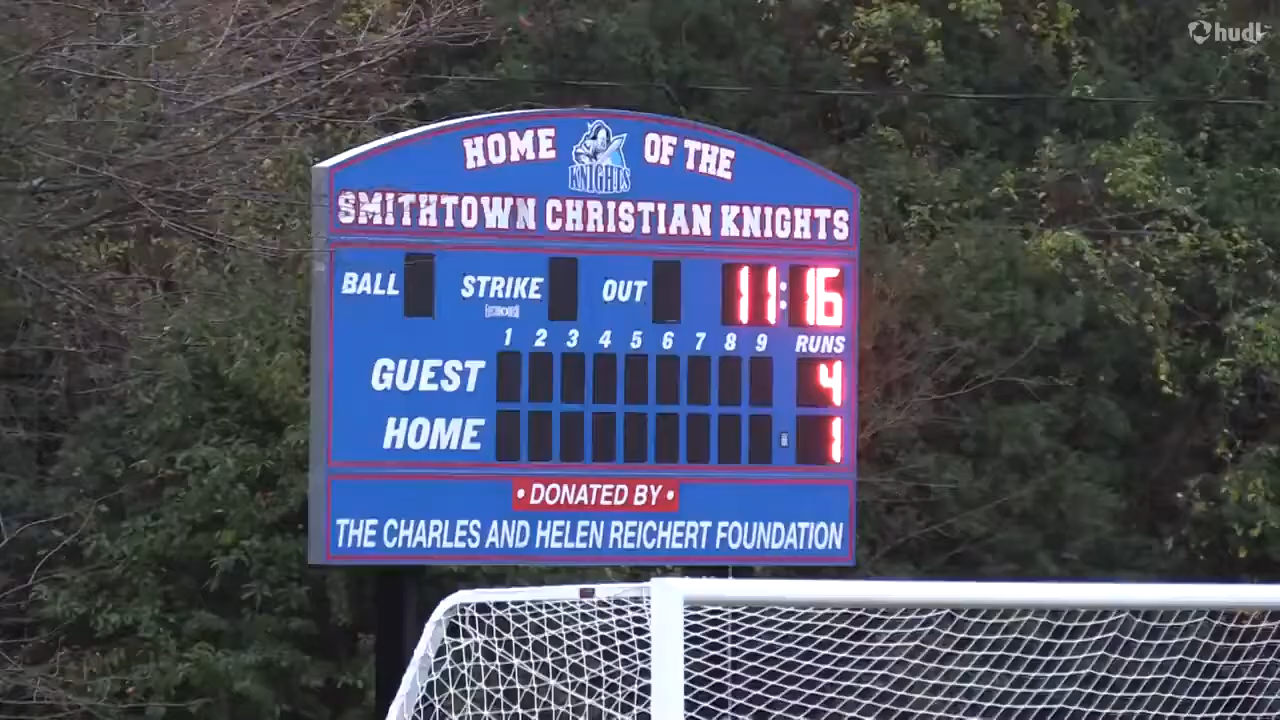 hudl
HOME KNIGHTS OF THE
SMITHTOWN CHRISTIAN KNIGHTS
BALL STRIKE OUT 11:16
1 2 3 4 5 6 7 8 9 RUNS
GUEST 4
HOME 1
• DONATED BY •
THE CHARLES AND HELEN REICHERT FOUNDATION